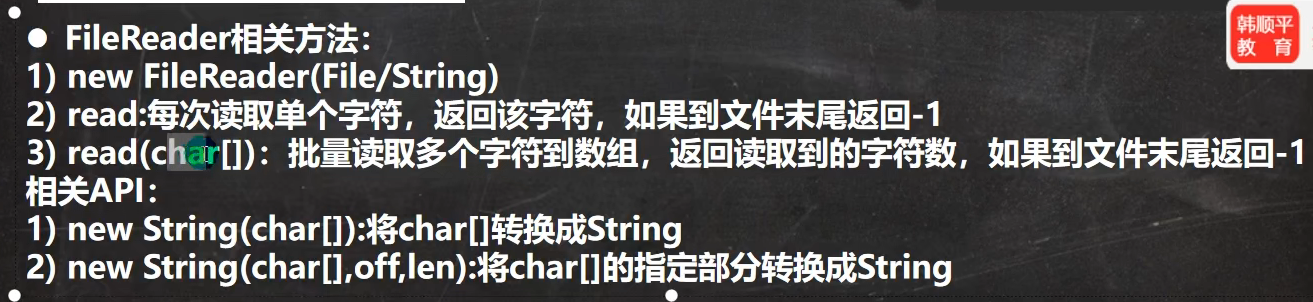 韩顺平
教 育
● FileReader相关方法：
1) new FileReader(File/String)
2) read:每次读取单个字符，返回该字符，如果到文件末尾返回-1
3) read(char[])：批量读取多个字符到数组，返回读取到的字符数，如果到文件末尾返回-1
相关API：
1) new String(char[]):将char[]转换成String
2) new String(char[],off,len):将char[]的指定部分转换成String